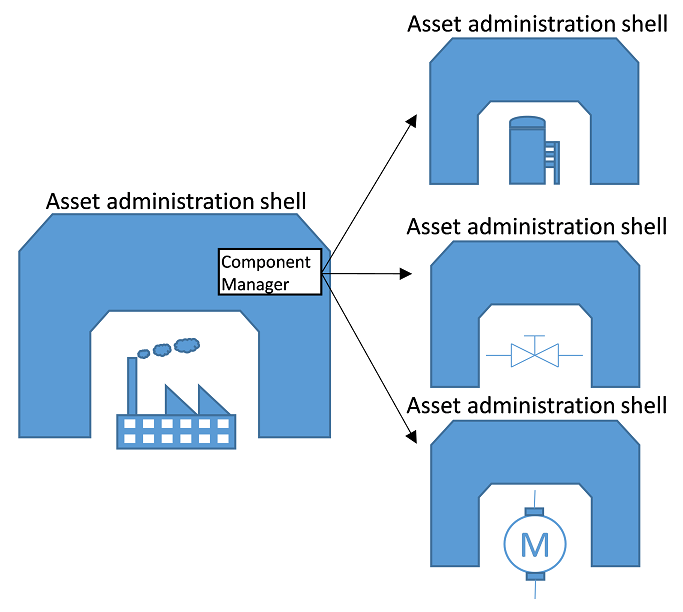 Asset administration shell
Asset administration shell
Component
Manager
Asset administration shell
Asset administration shell
M